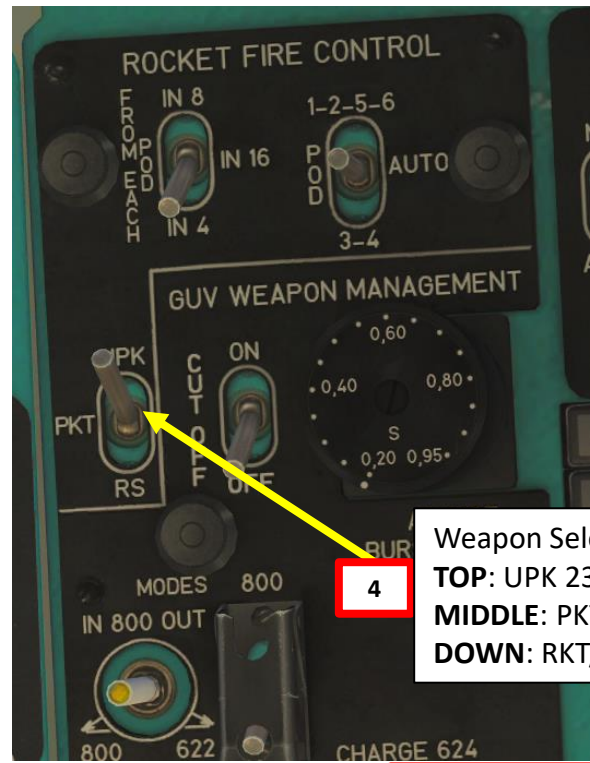 ROCKET FIRE CONTROL
FROM EACH
POD
IN 8
IN 16
IN 4
1-2-5-6
POD
AUTO
3-4
GUV WEAPON MANAGEMENT
UPK
PKT
RS
CUT OFF
ON
OFF
0,60
0,40
0,80
S
0,20
0,95
BUR
4
Weapon Sele
TOP: UPK 23
MIDDLE: PK
DOWN: RKT,
MODES
800
IN 800 OUT
800
622
CHARGE 624